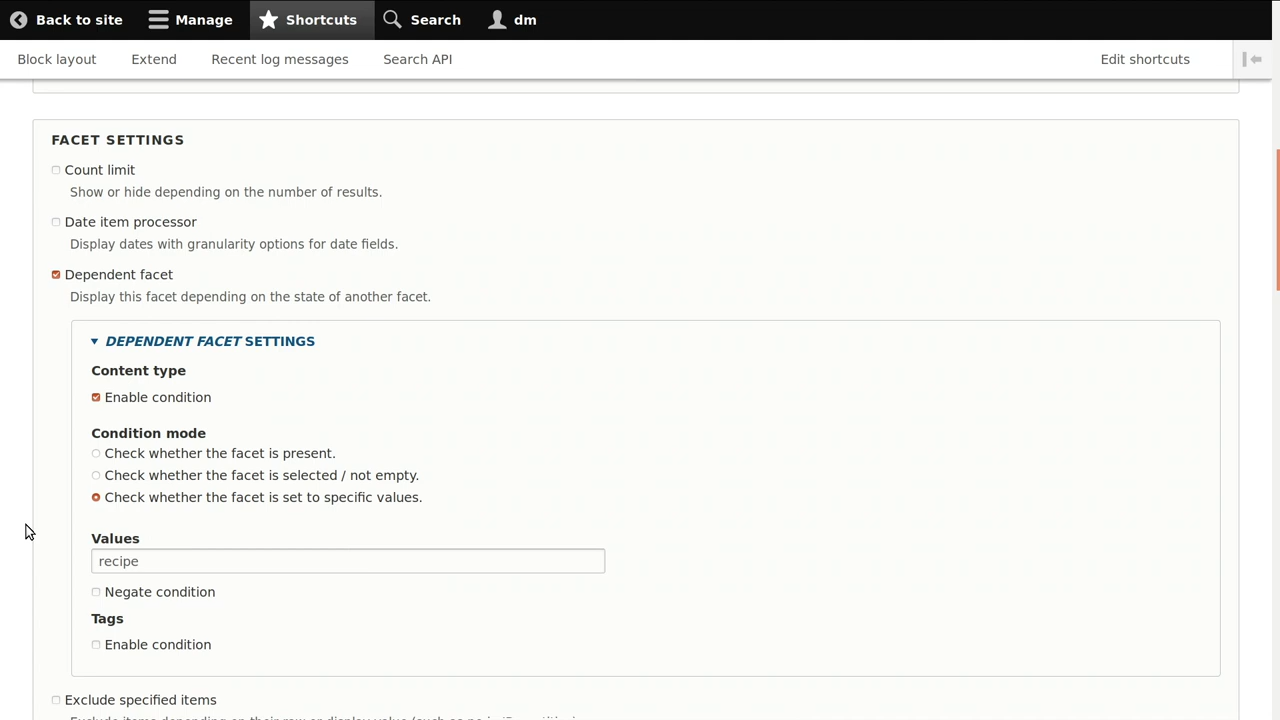 Back to site Manage Shortcuts Search dm
Block layout Extend Recent log messages Search API Edit shortcuts
FACET SETTINGS
Count limit
Show or hide depending on the number of results.
Date item processor
Display dates with granularity options for date fields.
Dependent facet
Display this facet depending on the state of another facet.
DEPENDENT FACET SETTINGS
Content type
Enable condition
Condition mode
Check whether the facet is present.
Check whether the facet is selected / not empty.
Check whether the facet is set to specific values.
Values
recipe
Negate condition
Tags
Enable condition
Exclude specified items